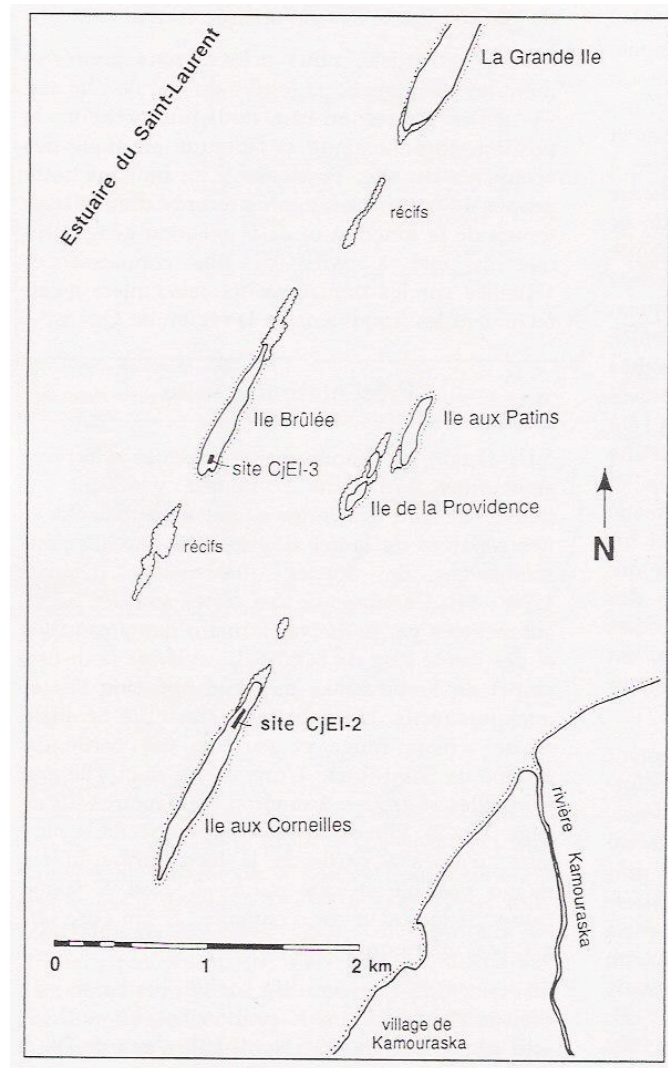 La Grande Ile
Estuaire du Saint-Laurent
récifs
Ile Brûlée
Ile aux Patins
site CjEl-3
Ile de la Providence
récifs
N
site CjEl-2
Ile aux Corneilles
rivière Kamouraska
0 1 2 km
village de
Kamouraska